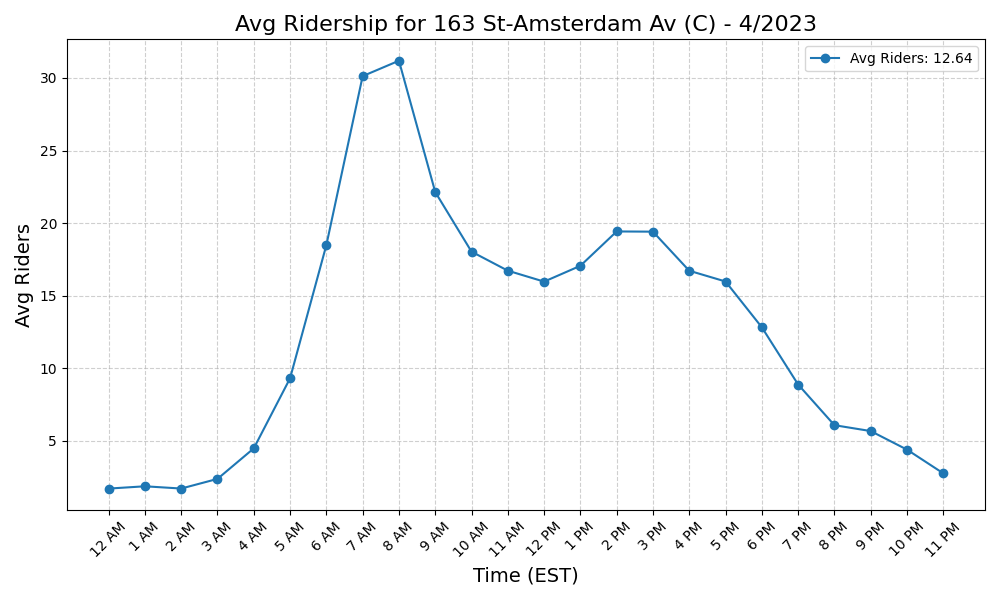 Avg Ridership for 163 St-Amsterdam Av (C) - 4/2023
Avg Riders: 12.64
Avg Riders
30
25
20
15
10
5
12 AM
1 AM
2 AM
3 AM
4 AM
5 AM
6 AM
7 AM
8 AM
9 AM
10 AM
11 AM
12 PM
1 PM
2 PM
3 PM
4 PM
5 PM
6 PM
7 PM
8 PM
9 PM
10 PM
11 PM
Time (EST)